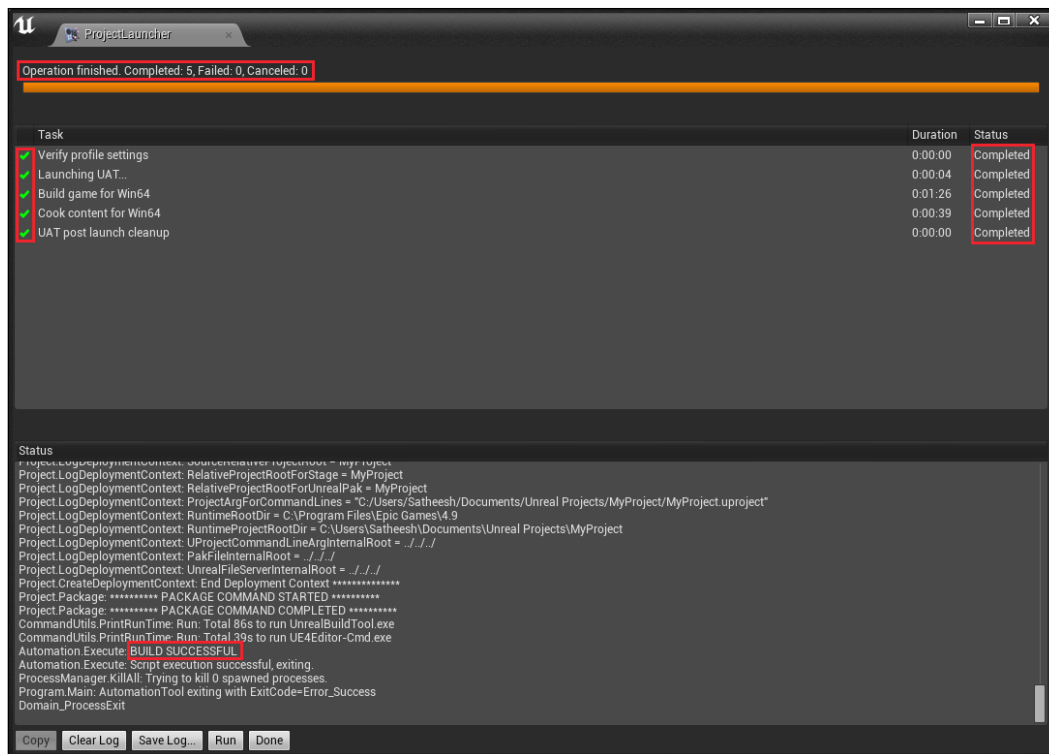 ProjectLauncher
Operation finished. Completed: 5, Failed: 0, Canceled: 0
Task Duration Status
Verify profile settings 0:00:00 Completed
Launching UAT... 0:00:04 Completed
Build game for Win64 0:01:26 Completed
Cook content for Win64 0:00:39 Completed
UAT post launch cleanup 0:00:00 Completed
Status
Project.LogDeploymentContext: SourceRelativeProjectRoot = MyProject
Project.LogDeploymentContext: RelativeProjectRootForStage = MyProject
Project.LogDeploymentContext: RelativeProjectRootForUnrealPak = MyProject
Project.LogDeploymentContext: ProjectArgForCommandLines = "C:/Users/Satheesh/Documents/Unreal Projects/MyProject/MyProject.uproject"
Project.LogDeploymentContext: RuntimeRootDir = C:\Program Files\Epic Games\4.9
Project.LogDeploymentContext: RuntimeProjectRootDir = C:\Users\Satheesh\Documents\Unreal Projects\MyProject
Project.LogDeploymentContext: UProjectCommandLineArgInternalRoot = ../../../
Project.LogDeploymentContext: PakFileInternalRoot = ../../../
Project.LogDeploymentContext: UnrealFileServerInternalRoot = ../../../
Project.CreateDeploymentContext: End Deployment Context **************
Project.Package: ********** PACKAGE COMMAND STARTED **********
Project.Package: ********** PACKAGE COMMAND COMPLETED **********
CommandUtils.PrintRunTime: Run: Total 86s to run UnrealBuildTool.exe
CommandUtils.PrintRunTime: Run: Total 39s to run UE4Editor-Cmd.exe
Automation.Execute: BUILD SUCCESSFUL
Automation.Execute: Script execution successful, exiting.
ProcessManager.KillAll: Trying to kill 0 spawned processes.
Program.Main: AutomationTool exiting with ExitCode=Error_Success
Domain_ProcessExit
Copy Clear Log Save Log... Run Done